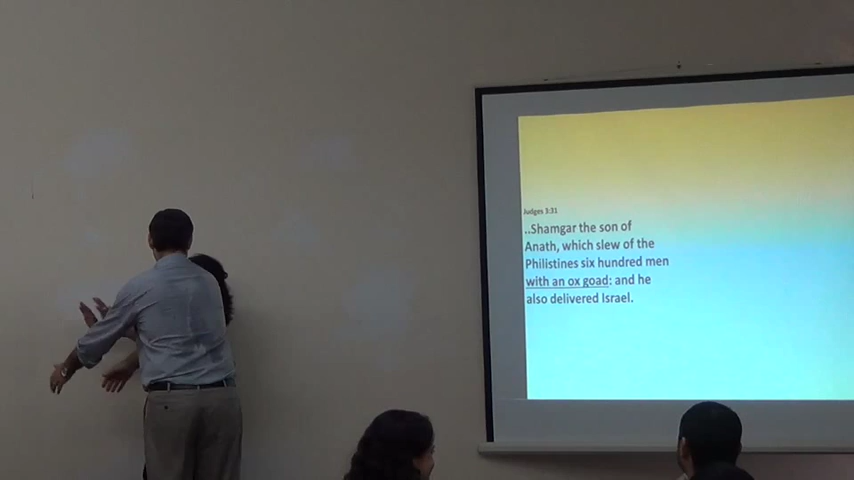 Judges 3:31
..Shamgar the son of
Anath, which slew of the
Philistines six hundred men
with an ox goad: and he
also delivered Israel.